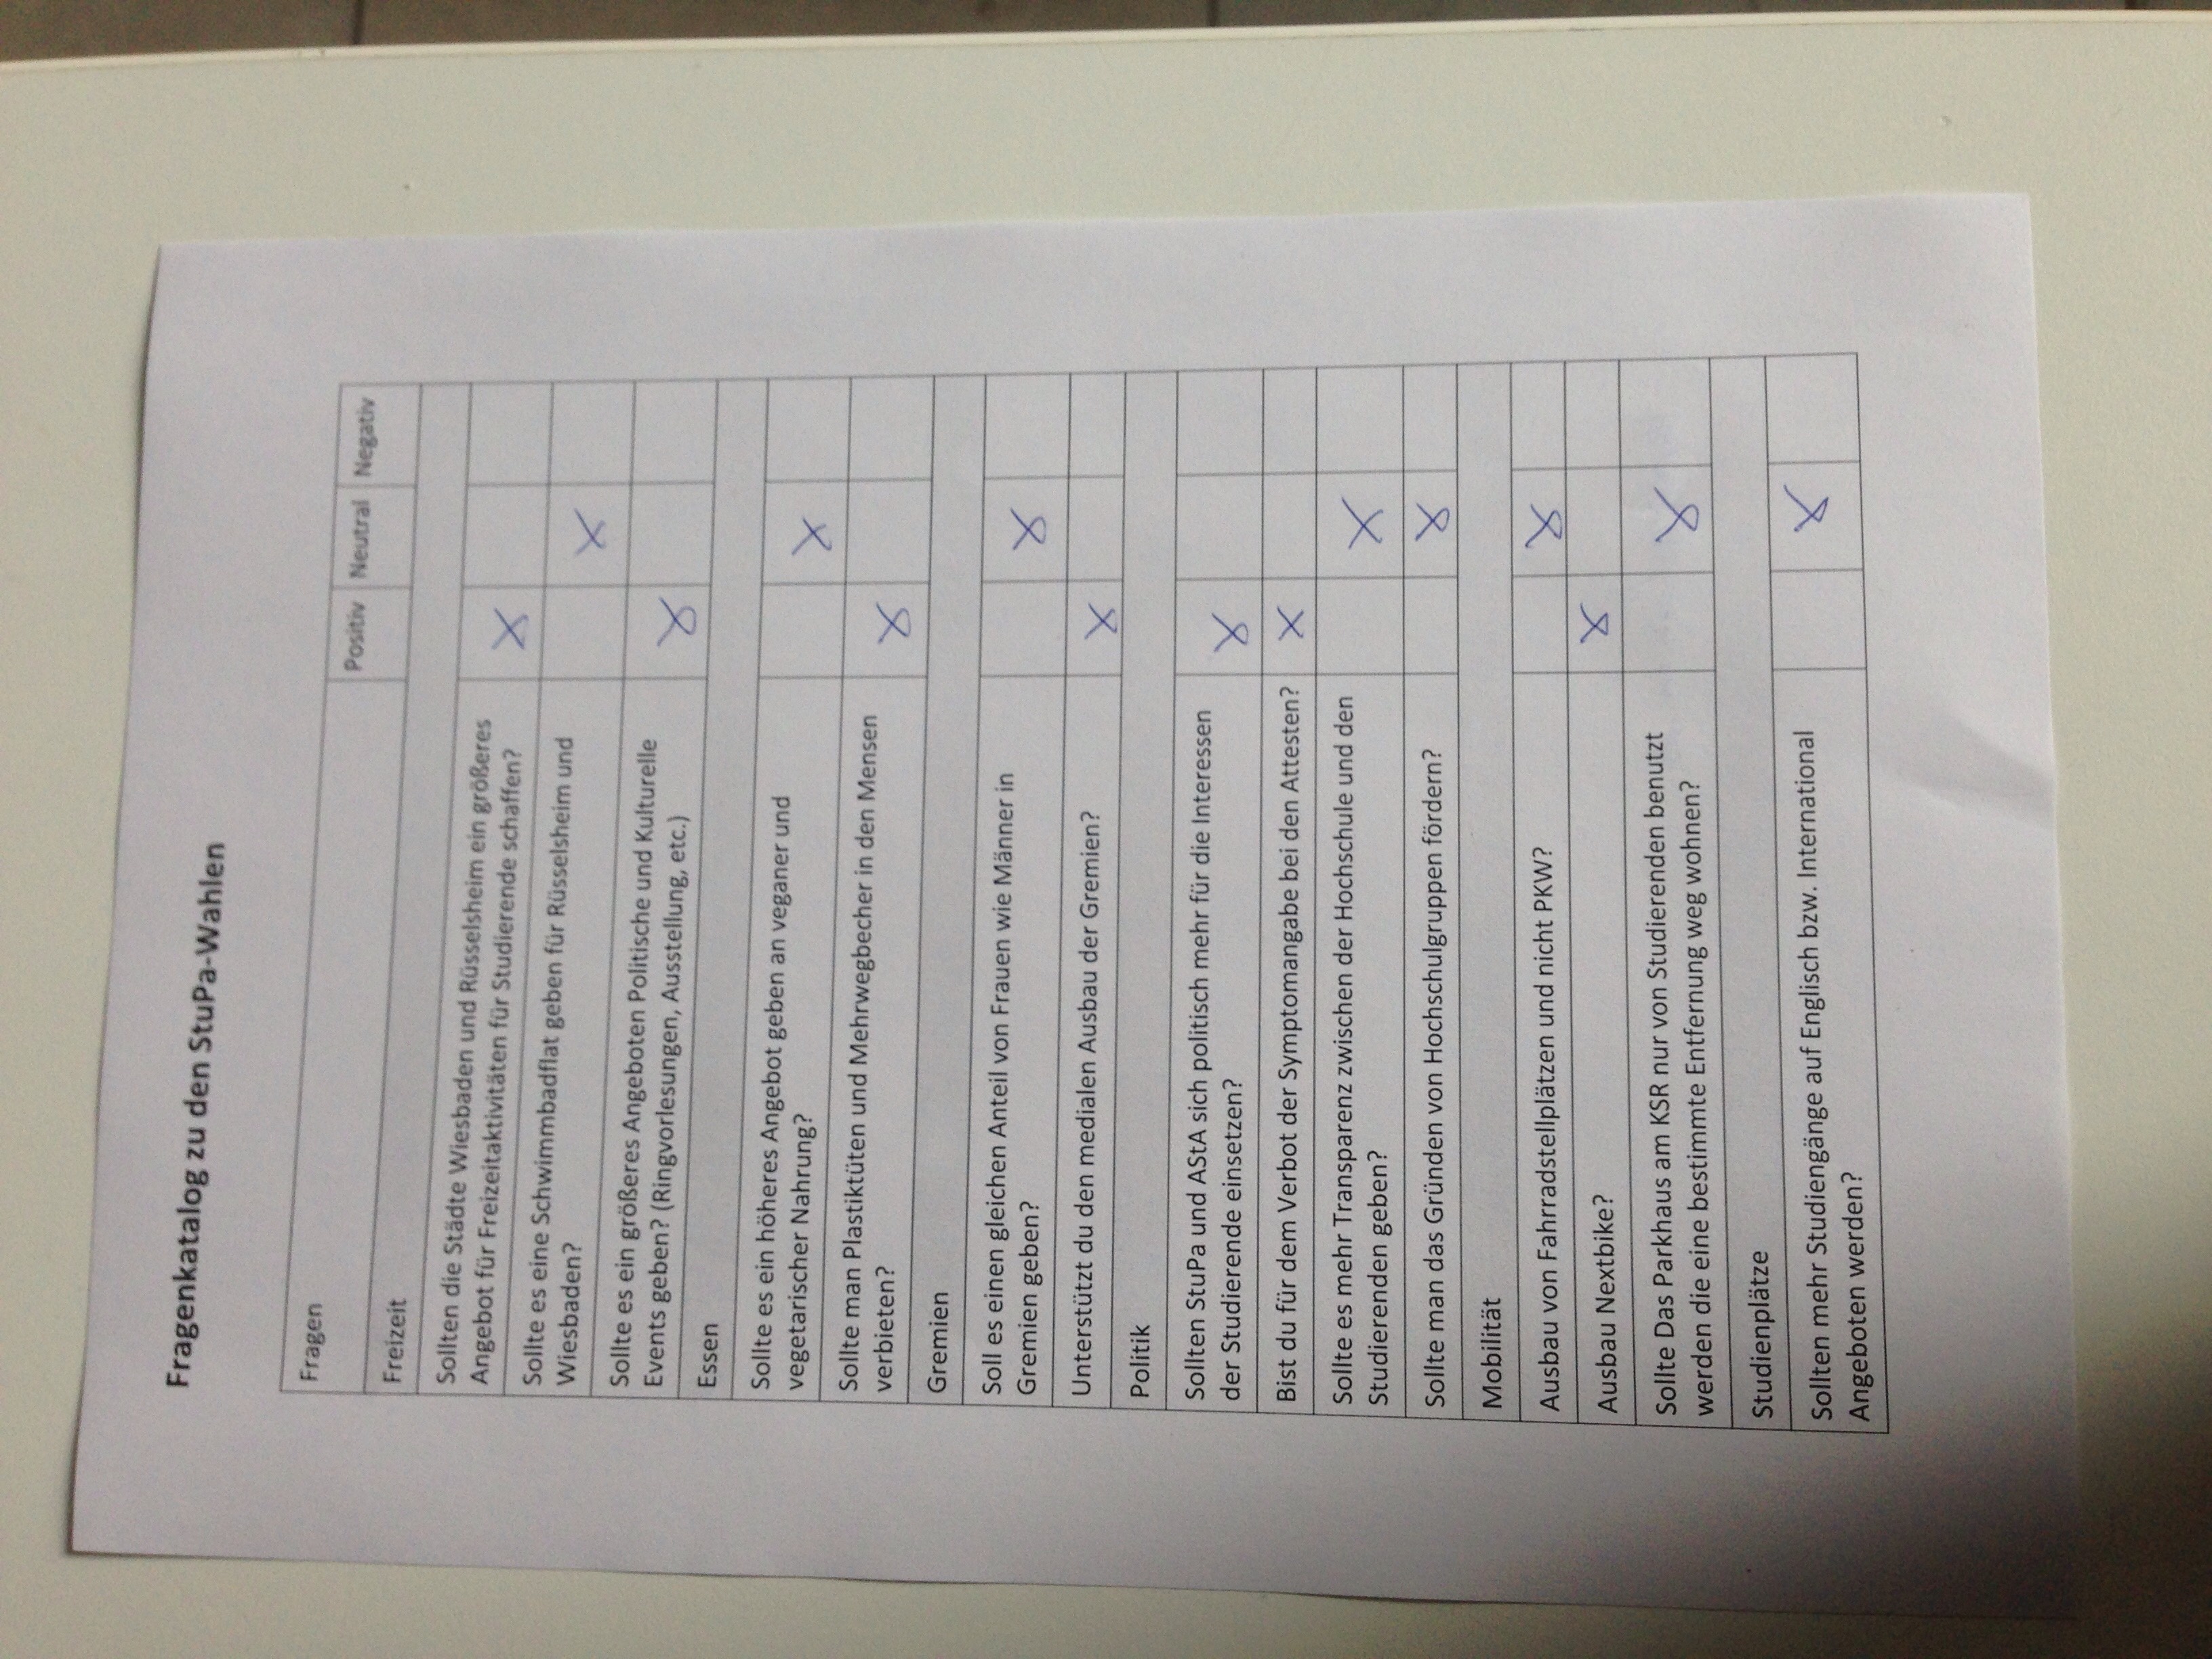 Fragenkatalog zu den StuPa-Wahlen
Fragen
Positiv Neutral Negativ
Freizeit
Sollten die Städte Wiesbaden und Rüsselsheim ein größeres
Angebot für Freizeitaktivitäten für Studierende schaffen? X
Sollte es eine Schwimmbadflat geben für Rüsselsheim und
Wiesbaden? X
Sollte es ein größeres Angeboten Politische und Kulturelle
Events geben? (Ringvorlesungen, Ausstellung, etc.) X
Essen
Sollte es ein höheres Angebot geben an veganer und
vegetarischer Nahrung? X
Sollte man Plastiktüten und Mehrwegbecher in den Mensen
verbieten? X
Gremien
Soll es einen gleichen Anteil von Frauen wie Männer in
Gremien geben? X
Unterstützt du den medialen Ausbau der Gremien? X
Politik
Sollten StuPa und AStA sich politisch mehr für die Interessen
der Studierende einsetzen? X
Bist du für dem Verbot der Symptomangabe bei den Attesten? X
Sollte es mehr Transparenz zwischen der Hochschule und den
Studierenden geben? X
Sollte man das Gründen von Hochschulgruppen fördern? X
Mobilität
Ausbau von Fahrradstellplätzen und nicht PKW? X
Ausbau Nextbike? X
Sollte Das Parkhaus am KSR nur von Studierenden benutzt
werden die eine bestimmte Entfernung weg wohnen? X
Studienplätze
Sollten mehr Studiengänge auf Englisch bzw. International
Angeboten werden? X